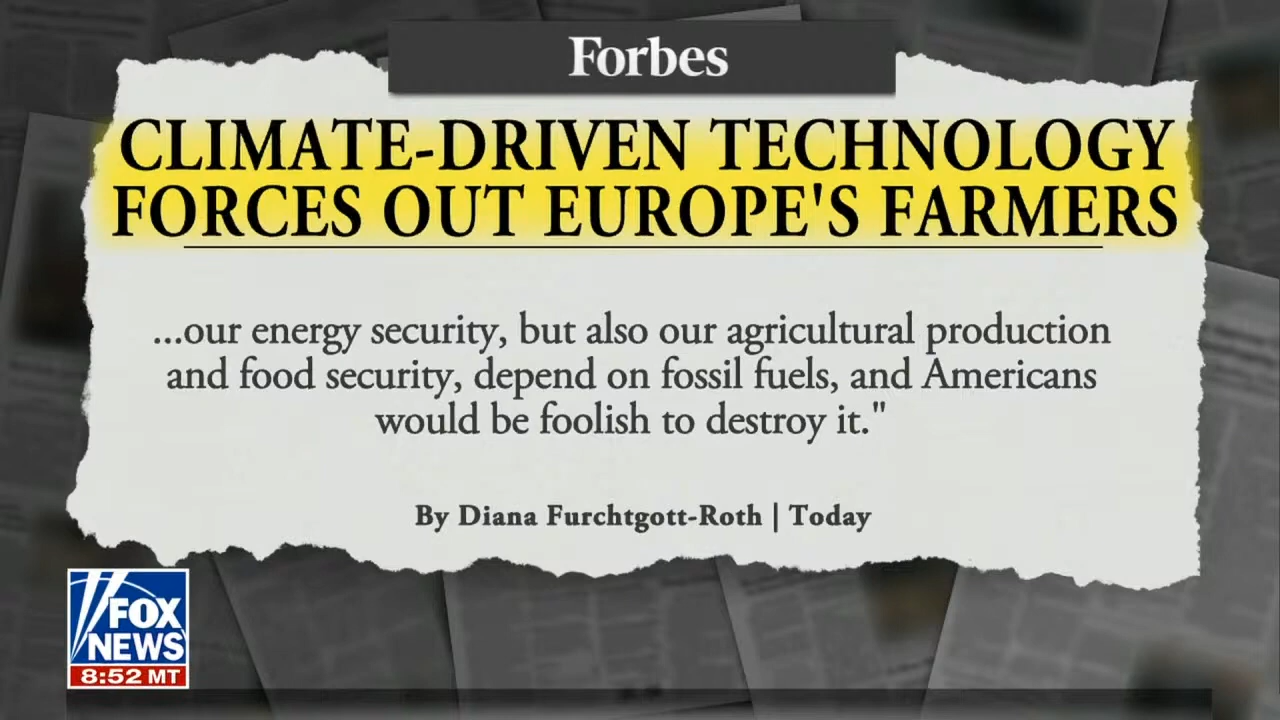 Forbes
CLIMATE-DRIVEN TECHNOLOGY
FORCES OUT EUROPE'S FARMERS
...our energy security, but also our agricultural production
and food security, depend on fossil fuels, and Americans
would be foolish to destroy it."
By Diana Furchtgott-Roth | Today
FOX
NEWS
8:52 MT